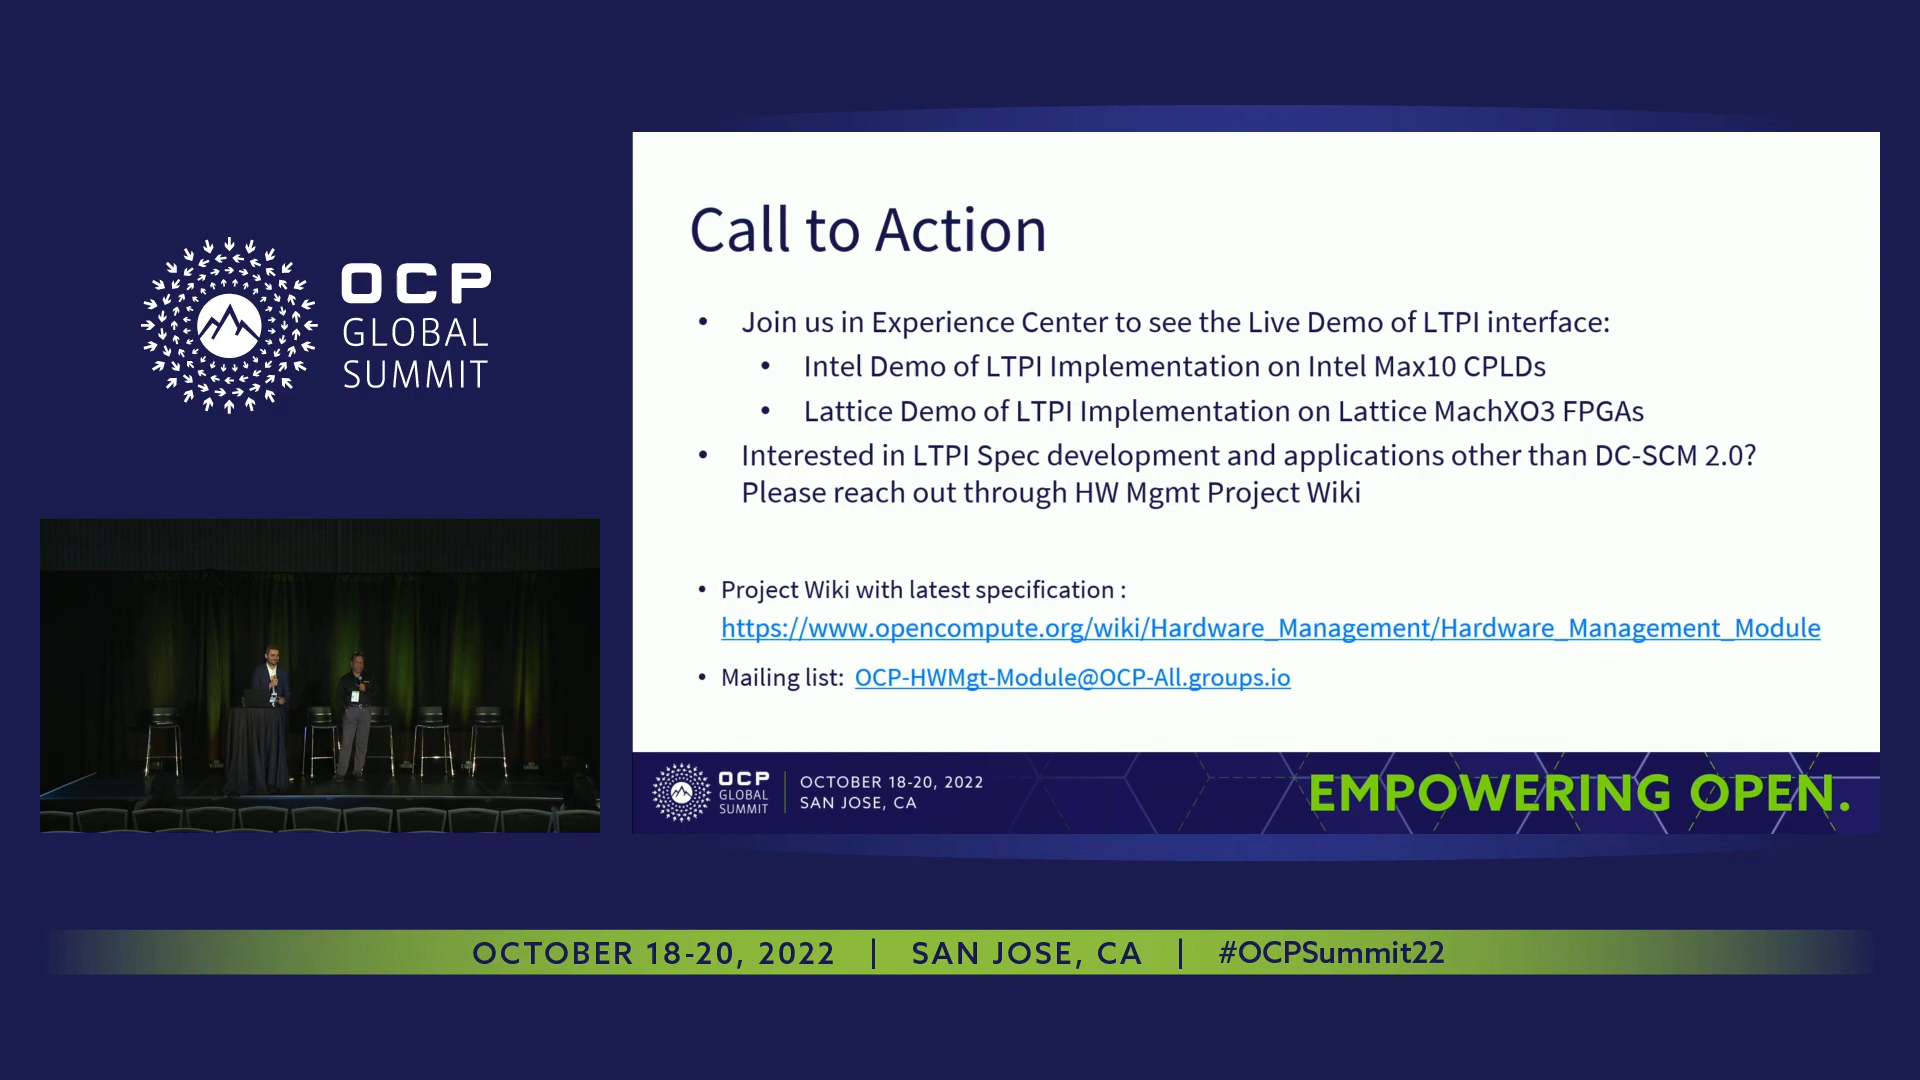 OCP
GLOBAL
SUMMIT
Call to Action
• Join us in Experience Center to see the Live Demo of LTPI interface:
• Intel Demo of LTPI Implementation on Intel Max10 CPLDs
• Lattice Demo of LTPI Implementation on Lattice MachXO3 FPGAs
• Interested in LTPI Spec development and applications other than DC-SCM 2.0?
Please reach out through HW Mgmt Project Wiki
• Project Wiki with latest specification :
https://www.opencompute.org/wiki/Hardware_Management/Hardware_Management_Module
• Mailing list: OCP-HWMgt-Module@OCP-All.groups.io
OCP
GLOBAL
SUMMIT
OCTOBER 18-20, 2022
SAN JOSE, CA
EMPOWERING OPEN.
OCTOBER 18-20, 2022 | SAN JOSE, CA | #OCPSummit22